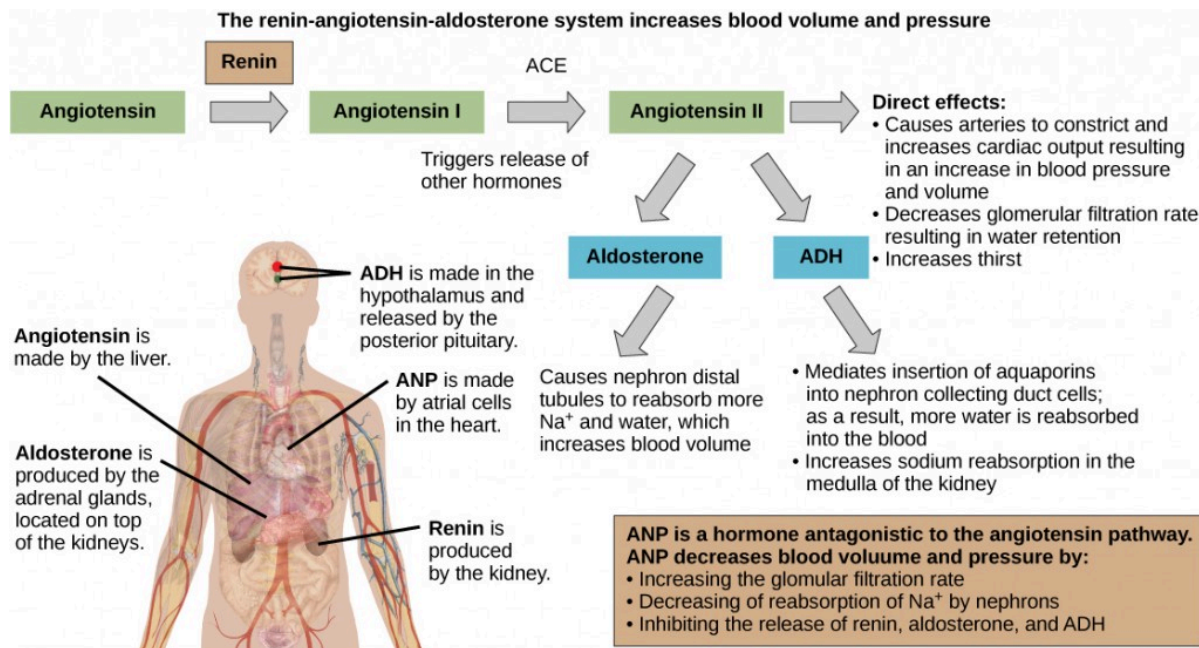 The renin-angiotensin-aldosterone system increases blood volume and pressure
Renin
ACE
Angiotensin
Angiotensin I
Angiotensin II
Triggers release of
other hormones
Direct effects:
• Causes arteries to constrict and
increases cardiac output resulting
in an increase in blood pressure
and volume
• Decreases glomerular filtration rate
resulting in water retention
• Increases thirst
Aldosterone
ADH
Causes nephron distal
tubules to reabsorb more
Na⁺ and water, which
increases blood volume
• Mediates insertion of aquaporins
into nephron collecting duct cells;
as a result, more water is reabsorbed
into the blood
• Increases sodium reabsorption in the
medulla of the kidney
ADH is made in the
hypothalamus and
released by the
posterior pituitary.
Angiotensin is
made by the liver.
ANP is made
by atrial cells
in the heart.
Aldosterone is
produced by the
adrenal glands,
located on top
of the kidneys.
Renin is
produced
by the kidney.
ANP is a hormone antagonistic to the angiotensin pathway.
ANP decreases blood voluume and pressure by:
• Increasing the glomular filtration rate
• Decreasing of reabsorption of Na⁺ by nephrons
• Inhibiting the release of renin, aldosterone, and ADH